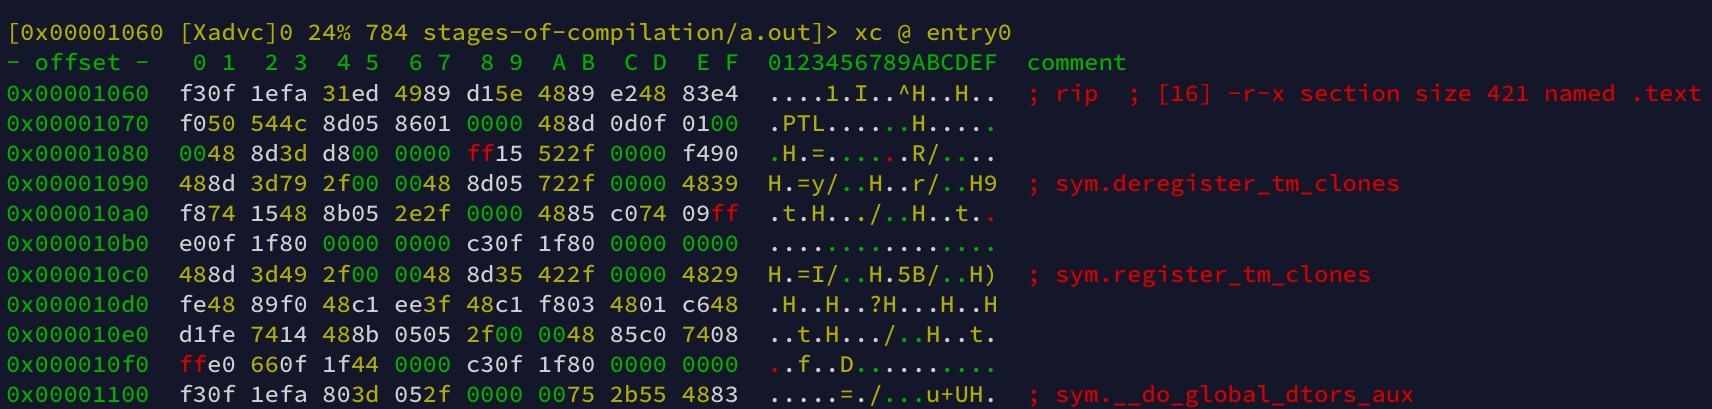 [0x00001060 [Xadvc]0 24% 784 stages-of-compilation/a.out]> xc @ entry0
- offset -   0 1  2 3  4 5  6 7  8 9  A B  C D  E F  0123456789ABCDEF  comment
0x00001060  f30f 1efa 31ed 4989 d15e 4889 e248 83e4  ....1.I..^H..H..  ; rip  ; [16] -r-x section size 421 named .text
0x00001070  f050 544c 8d05 8601 0000 488d 0d0f 0100  .PTL......H.....
0x00001080  0048 8d3d d800 0000 ff15 522f 0000 f490  .H.=......R/....
0x00001090  488d 3d79 2f00 0048 8d05 722f 0000 4839  H.=y/..H..r/..H9  ; sym.deregister_tm_clones
0x000010a0  f874 1548 8b05 2e2f 0000 4885 c074 09ff  .t.H.../..H..t..
0x000010b0  e00f 1f80 0000 0000 c30f 1f80 0000 0000  ................
0x000010c0  488d 3d49 2f00 0048 8d35 422f 0000 4829  H.=I/..H.5B/..H)  ; sym.register_tm_clones
0x000010d0  fe48 89f0 48c1 ee3f 48c1 f803 4801 c648  .H..H..?H...H..H
0x000010e0  d1fe 7414 488b 0505 2f00 0048 85c0 7408  ..t.H.../..H..t.
0x000010f0  ffe0 660f 1f44 0000 c30f 1f80 0000 0000  ..f..D..........
0x00001100  f30f 1efa 803d 052f 0000 0075 2b55 4883  .....=./...u+UH.  ; sym.__do_global_dtors_aux